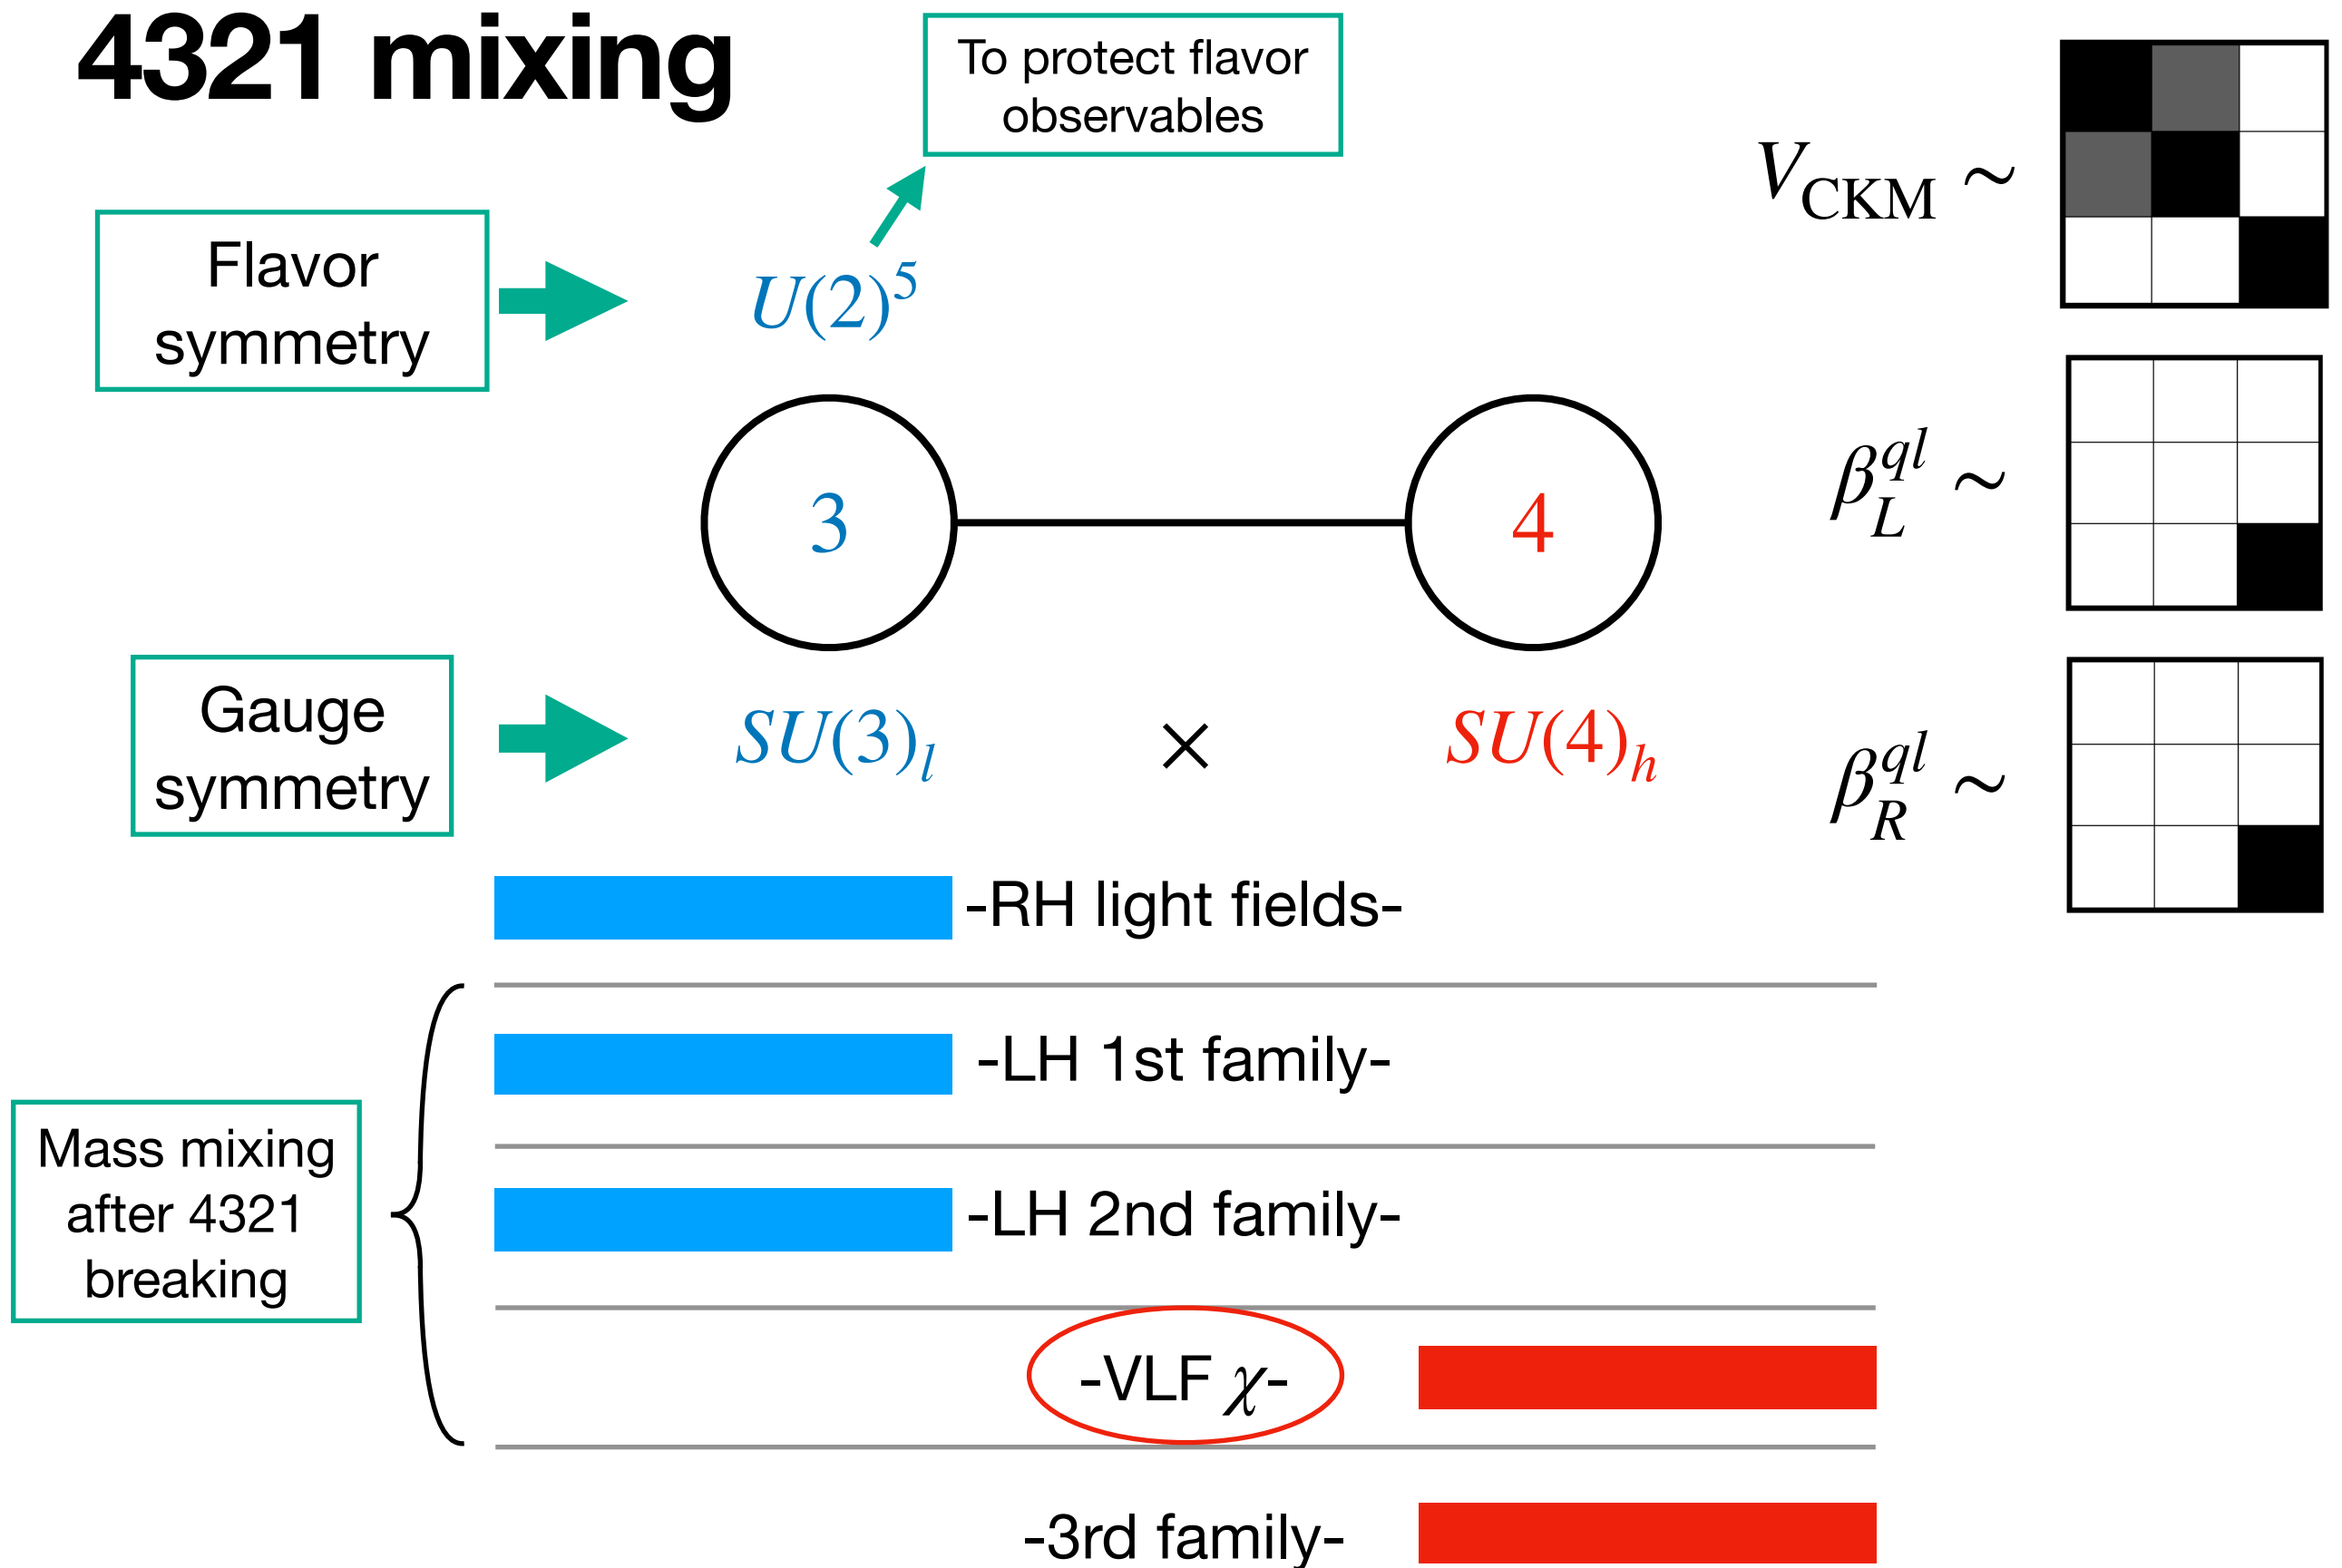 4321 mixing
To protect flavor
observables
V_CKM ~
Flavor
symmetry
U(2)^5
3
4
β_L^{ql} ~
Gauge
symmetry
SU(3)_l × SU(4)_h
β_R^{ql} ~
-RH light fields-
-LH 1st family-
Mass mixing
after 4321
breaking
-LH 2nd family-
-VLF χ-
-3rd family-